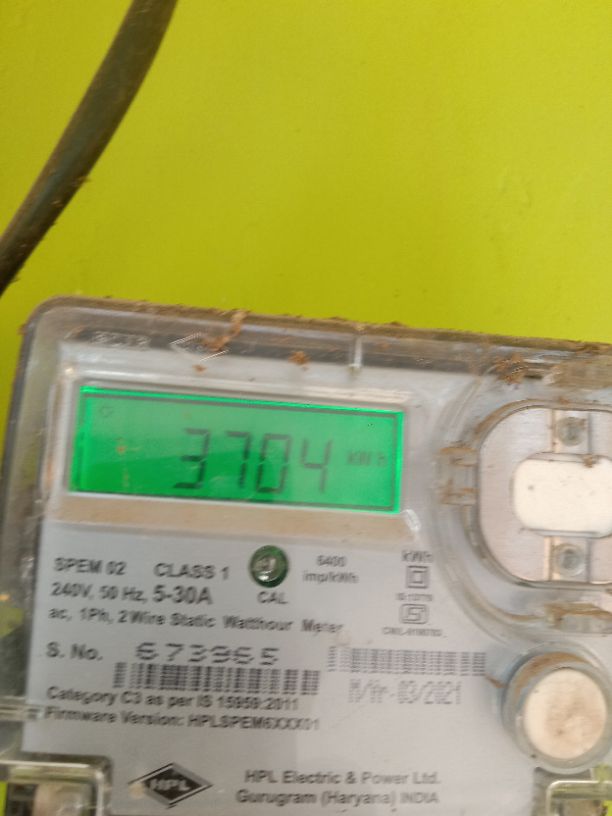 3704 kWh
SPEM 02 CLASS 1
240V, 50 Hz, 5-30A
CAL
6400
imp/kWh
kWh
ac, 1Ph, 2Wire Static Watthour Meter
S. No. 673965
M/Yr- 03/2021
Category C3 as per IS 15959:2011
Firmware Version: HPLSPEM6XXX01
HPL
HPL Electric & Power Ltd.
Gurugram (Haryana) INDIA